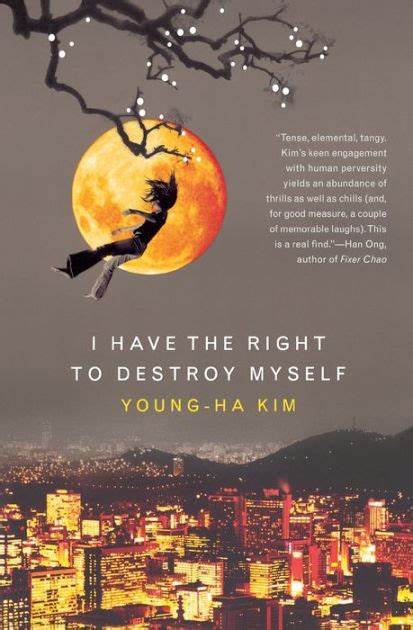 “Tense, elemental, tangy.
Kim’s keen engagement
with human perversity
yields an abundance of
thrills as well as chills (and,
for good measure, a couple
of memorable laughs). This
is a real find.”—Han Ong,
author of Fixer Chao
I HAVE THE RIGHT
TO DESTROY MYSELF
YOUNG-HA KIM